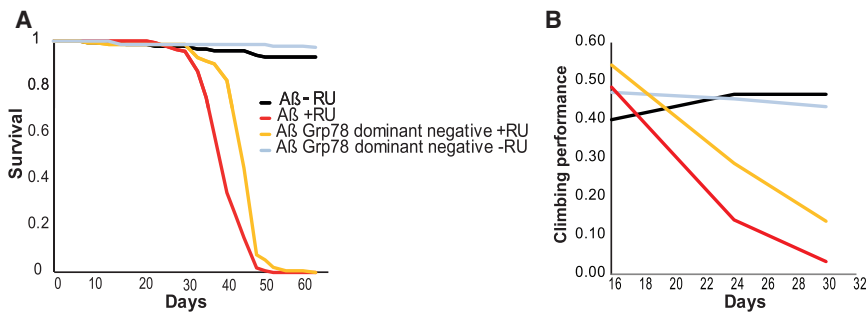 A
Survival
1
0.8
0.6
0.4
0.2
0
0 10 20 30 40 50 60
Days
Aß - RU
Aß +RU
Aß Grp78 dominant negative +RU
Aß Grp78 dominant negative -RU
B
Climbing performance
0.60
0.50
0.40
0.30
0.20
0.10
0.00
16 18 20 22 24 26 28 30 32
Days